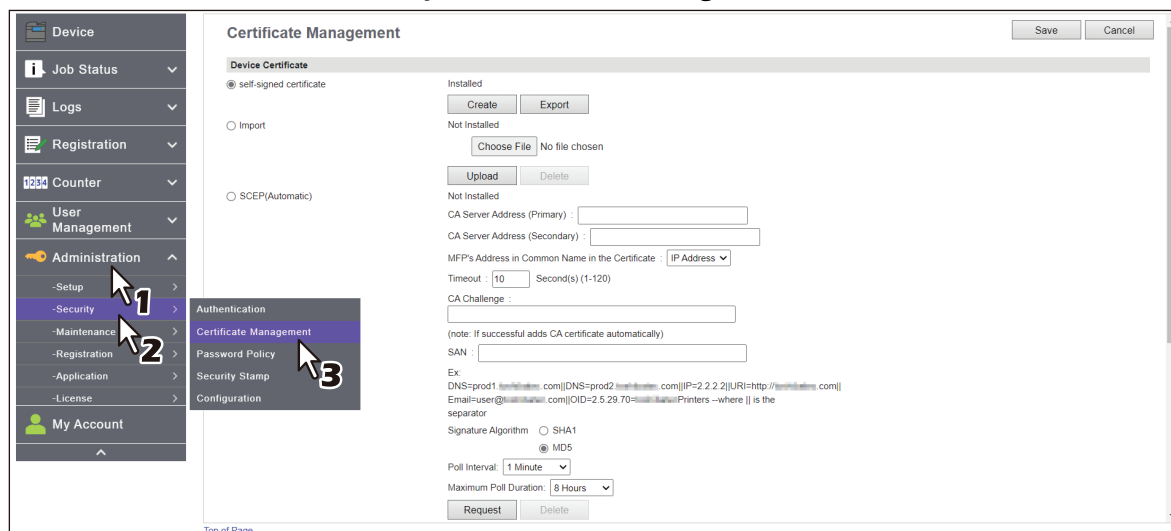 Device
Job Status
Logs
Registration
1234 Counter
User
Management
Administration
-Setup
-Security
-Maintenance
-Registration
-Application
-License
My Account
1
2
Authentication
Certificate Management
Password Policy
Security Stamp
Configuration
3
Certificate Management
Save Cancel
Device Certificate
self-signed certificate Installed
Create Export
Import Not Installed
Choose File No file chosen
Upload Delete
SCEP(Automatic) Not Installed
CA Server Address (Primary) :
CA Server Address (Secondary) :
MFP's Address in Common Name in the Certificate : IP Address
Timeout : 10 Second(s) (1-120)
CA Challenge :
(note: If successful adds CA certificate automatically)
SAN :
Ex:
DNS=prod1. .com||DNS=prod2. .com||IP=2.2.2.2||URI=http:// .com||
Email=user@ .com||OID=2.5.29.70= Printers --where || is the
separator
Signature Algorithm SHA1
MD5
Poll Interval: 1 Minute
Maximum Poll Duration: 8 Hours
Request Delete
Top of Page